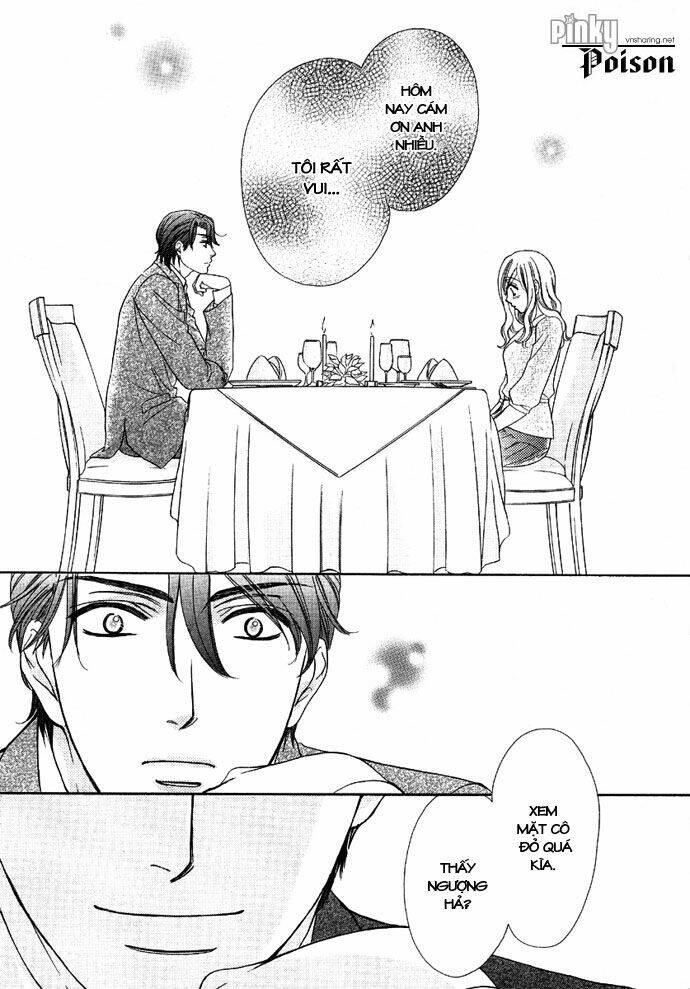 pinky
vnsharing.net
Poison
HÔM
NAY CÁM
ƠN ANH
NHIỀU.
TÔI RẤT
VUI...
XEM
MẶT CÔ
ĐỎ QUÁ
KÌA.
THẤY
NGƯỢNG
HẢ?